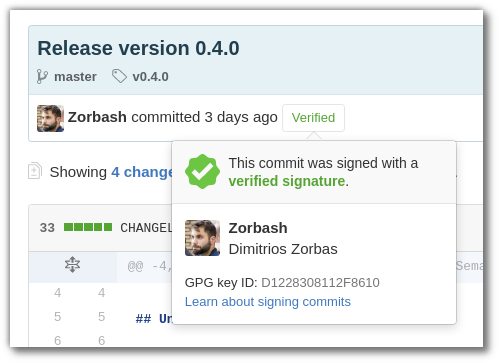 Release version 0.4.0
master v0.4.0
Zorbash committed 3 days ago Verified
Showing 4 change
This commit was signed with a
verified signature.
33 CHANGEL
Zorbash
Dimitrios Zorbas
@@ -4, Sema
GPG key ID: D1228308112F8610
4 4
Learn about signing commits
5 5 ## Un
6 6